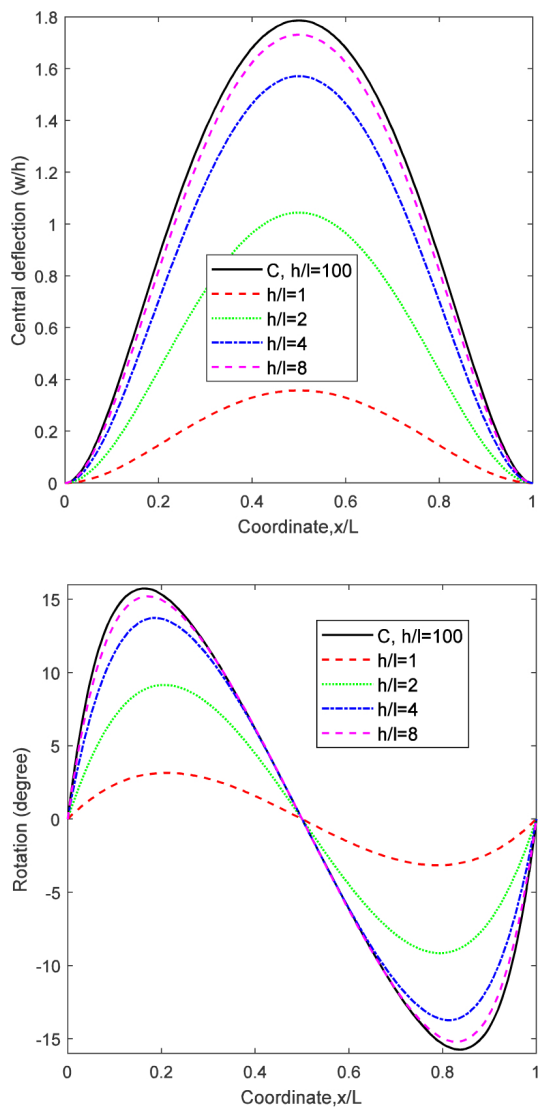 1.8
1.6
1.4
1.2
1
0.8
0.6
0.4
0.2
0
Central deflection (w/h)
C, h/l=100
h/l=1
h/l=2
h/l=4
h/l=8
0 0.2 0.4 0.6 0.8 1
Coordinate,x/L
15
10
5
0
-5
-10
-15
Rotation (degree)
C, h/l=100
h/l=1
h/l=2
h/l=4
h/l=8
0 0.2 0.4 0.6 0.8 1
Coordinate,x/L